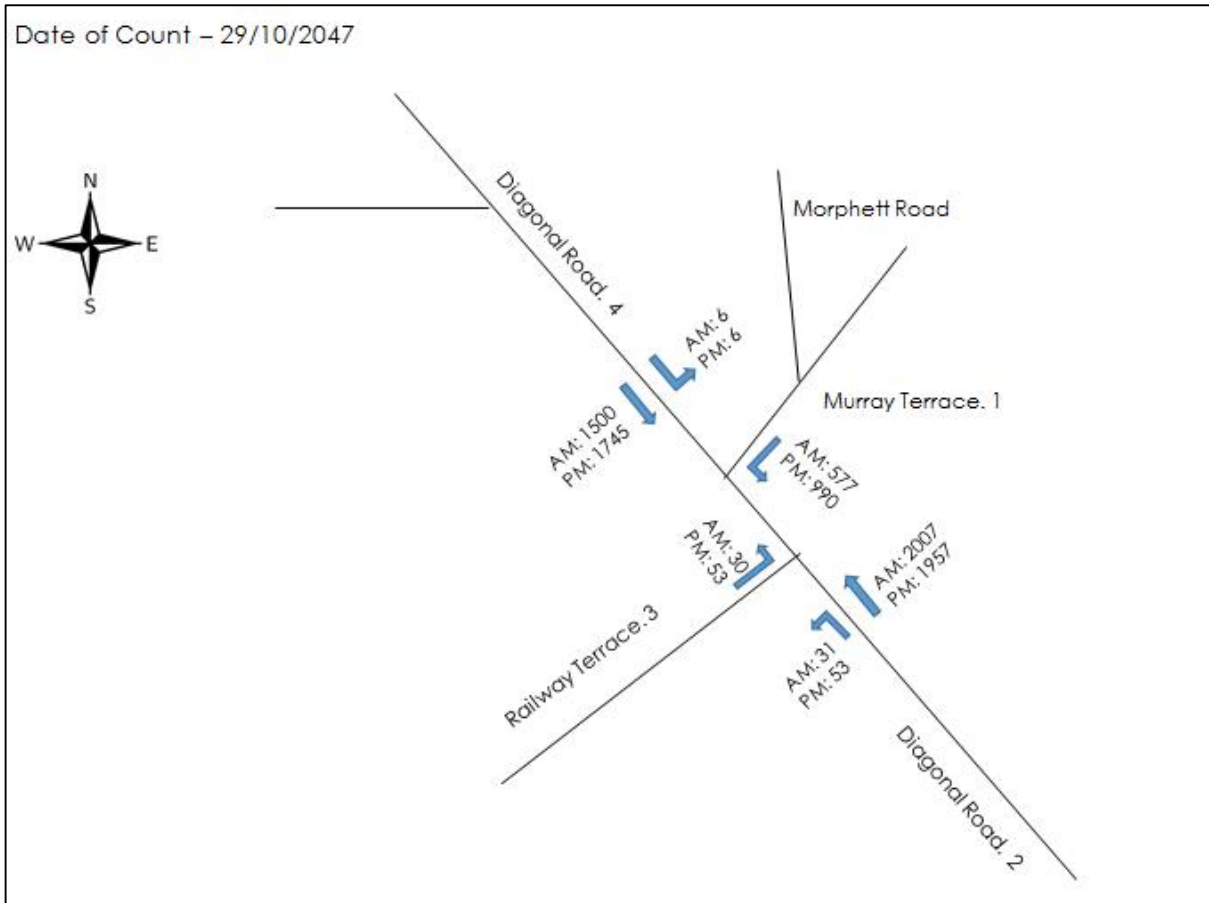 Date of Count – 29/10/2047
N
W
E
S
Diagonal Road. 4
Morphett Road
AM: 6
PM: 6
Murray Terrace. 1
AM: 1500
PM: 1745
AM: 577
PM: 990
AM: 30
PM: 53
AM: 2007
PM: 1957
Railway Terrace. 3
AM: 31
PM: 53
Diagonal Road. 2